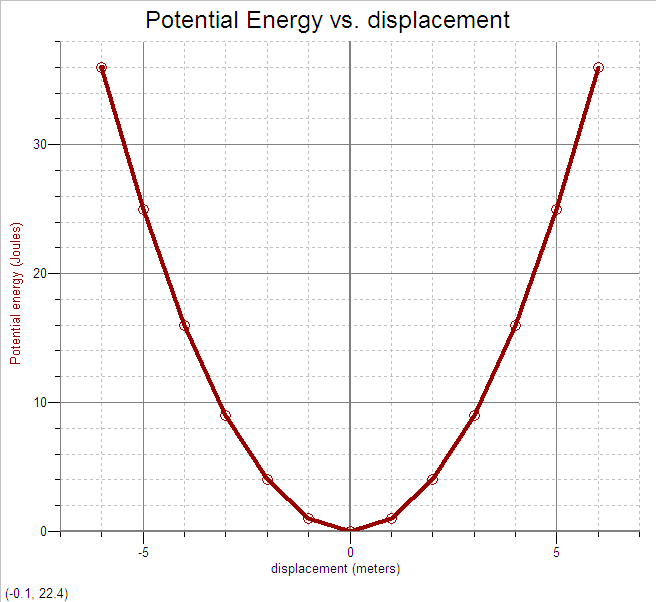 Potential Energy vs. displacement
30
20
10
0
Potential energy (Joules)
-5
0
5
displacement (meters)
(-0.1, 22.4)